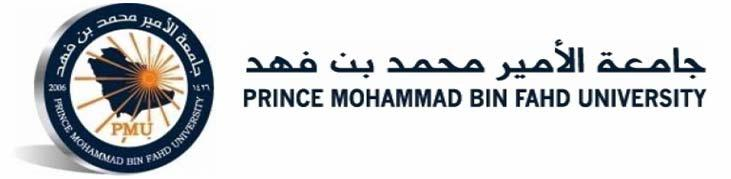 جامعة الأمير محمد بن فهد
2006
١٤٢٦
PMU
PRINCE MOHAMMAD BIN FAHD UNIVERSITY
جامعة الأمير محمد بن فهد
PRINCE MOHAMMAD BIN FAHD UNIVERSITY